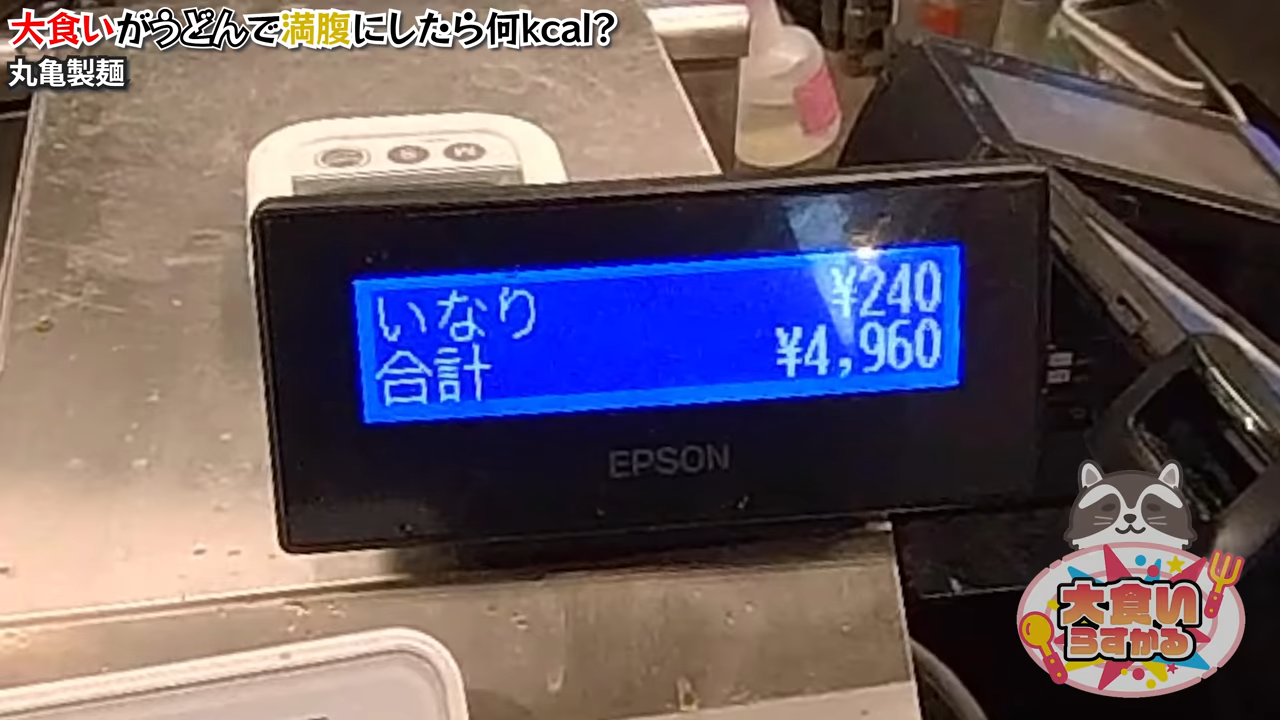 大食いがうどんで満腹にしたら何kcal?
丸亀製麺
いなり ¥240
合計 ¥4,960
EPSON
大食い
らすかる